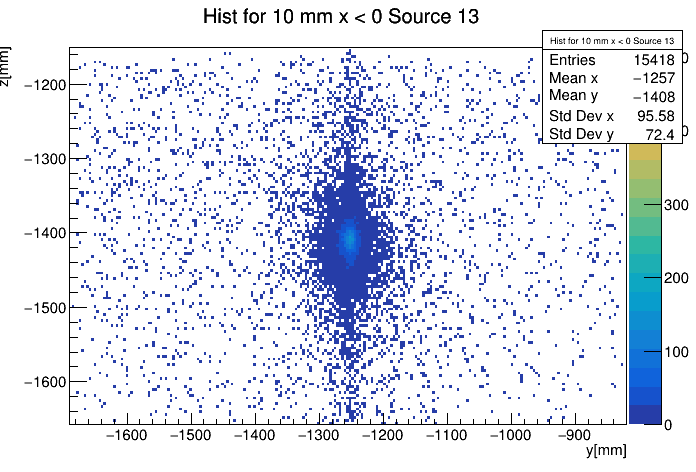 Hist for 10 mm x < 0 Source 13
z[mm]
Hist for 10 mm x < 0 Source 13
Entries 15418
Mean x −1257
Mean y −1408
Std Dev x 95.58
Std Dev y 72.4
−1200
−1300
−1400
−1500
−1600
300
200
100
0
−1600 −1500 −1400 −1300 −1200 −1100 −1000 −900
y[mm]